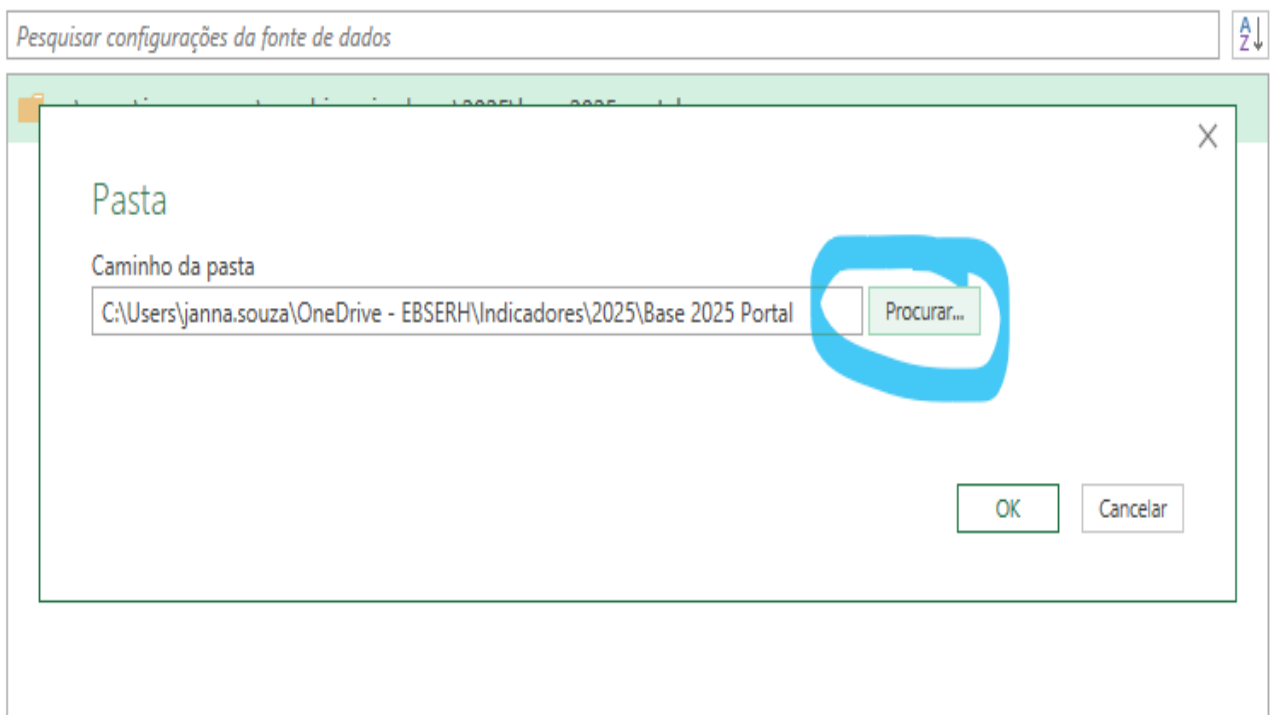 Pesquisar configurações da fonte de dados
AZ
Pasta
Caminho da pasta
C:\Users\janna.souza\OneDrive - EBSERH\Indicadores\2025\Base 2025 Portal
Procurar...
OK
Cancelar